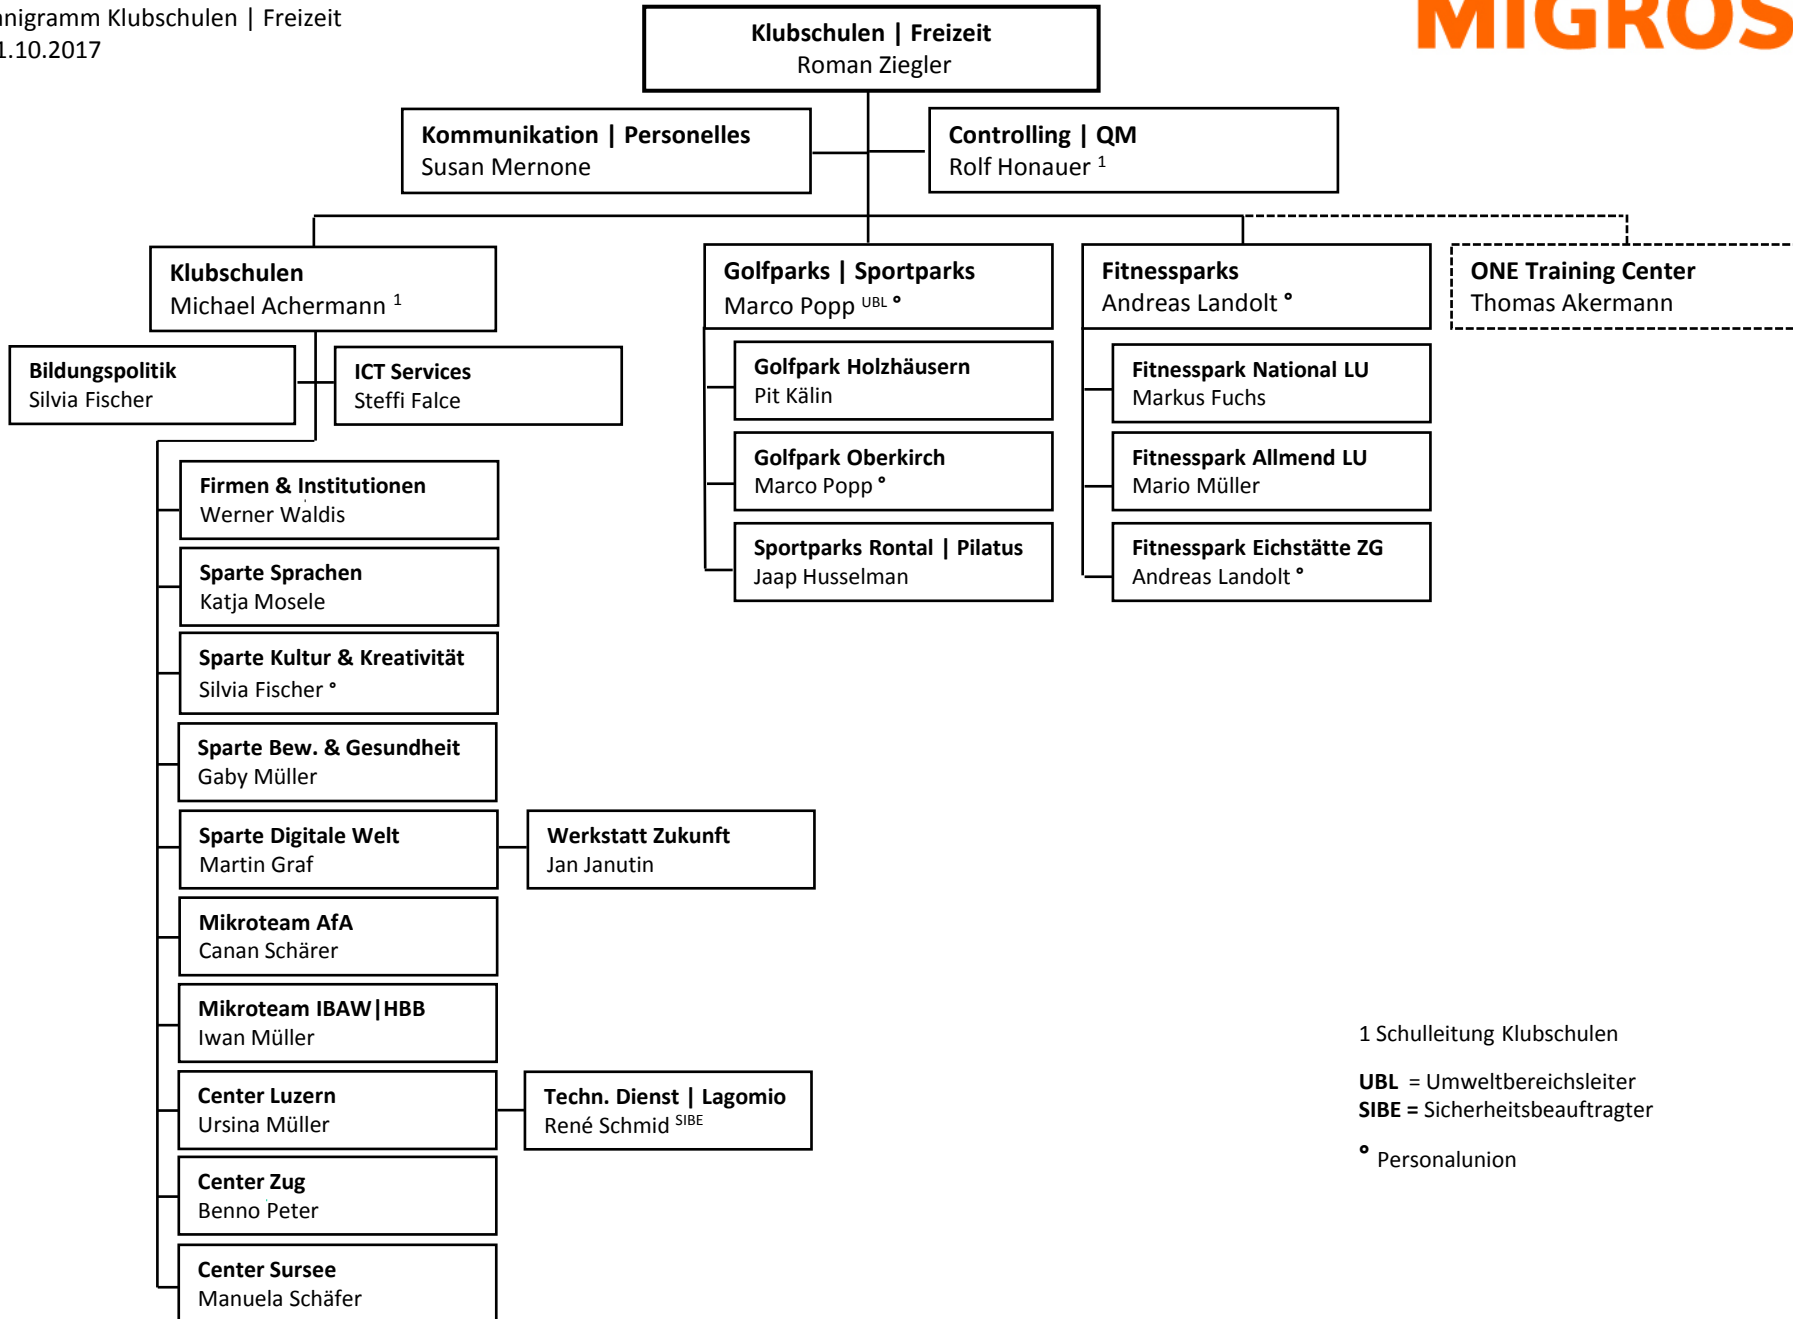 nigramm Klubschulen | Freizeit
1.10.2017
MIGROS
Klubschulen | Freizeit
Roman Ziegler
Kommunikation | Personelles
Susan Mernone
Controlling | QM
Rolf Honauer 1
Klubschulen
Michael Achermann 1
Golfparks | Sportparks
Marco Popp UBL °
Fitnessparks
Andreas Landolt °
ONE Training Center
Thomas Akermann
Bildungspolitik
Silvia Fischer
ICT Services
Steffi Falce
Golfpark Holzhäusern
Pit Kälin
Golfpark Oberkirch
Marco Popp °
Sportparks Rontal | Pilatus
Jaap Husselman
Fitnesspark National LU
Markus Fuchs
Fitnesspark Allmend LU
Mario Müller
Fitnesspark Eichstätte ZG
Andreas Landolt °
Firmen & Institutionen
Werner Waldis
Sparte Sprachen
Katja Mosele
Sparte Kultur & Kreativität
Silvia Fischer °
Sparte Bew. & Gesundheit
Gaby Müller
Sparte Digitale Welt
Martin Graf
Werkstatt Zukunft
Jan Janutin
Mikroteam AfA
Canan Schärer
Mikroteam IBAW|HBB
Iwan Müller
Center Luzern
Ursina Müller
Techn. Dienst | Lagomio
René Schmid SIBE
Center Zug
Benno Peter
Center Sursee
Manuela Schäfer
1 Schulleitung Klubschulen
UBL = Umweltbereichsleiter
SIBE = Sicherheitsbeauftragter
° Personalunion